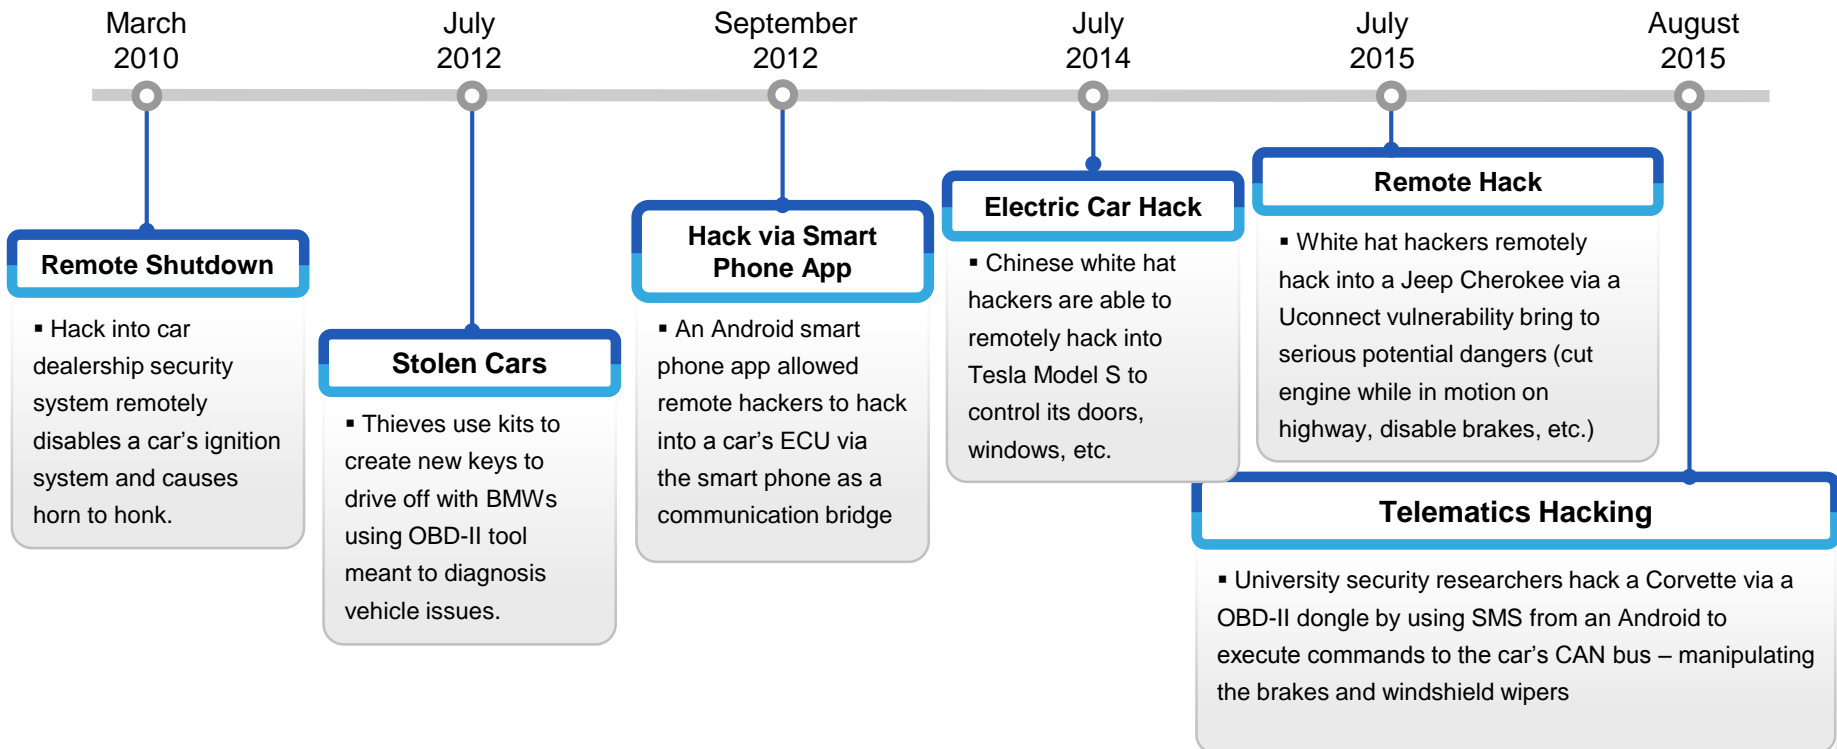 March
2010
July
2012
September
2012
July
2014
July
2015
August
2015
Remote Shutdown
▪ Hack into car
dealership security
system remotely
disables a car’s ignition
system and causes
horn to honk.
Stolen Cars
▪ Thieves use kits to
create new keys to
drive off with BMWs
using OBD-II tool
meant to diagnosis
vehicle issues.
Hack via Smart
Phone App
▪ An Android smart
phone app allowed
remote hackers to hack
into a car’s ECU via
the smart phone as a
communication bridge
Electric Car Hack
▪ Chinese white hat
hackers are able to
remotely hack into
Tesla Model S to
control its doors,
windows, etc.
Remote Hack
▪ White hat hackers remotely
hack into a Jeep Cherokee via a
Uconnect vulnerability bring to
serious potential dangers (cut
engine while in motion on
highway, disable brakes, etc.)
Telematics Hacking
▪ University security researchers hack a Corvette via a
OBD-II dongle by using SMS from an Android to
execute commands to the car’s CAN bus – manipulating
the brakes and windshield wipers